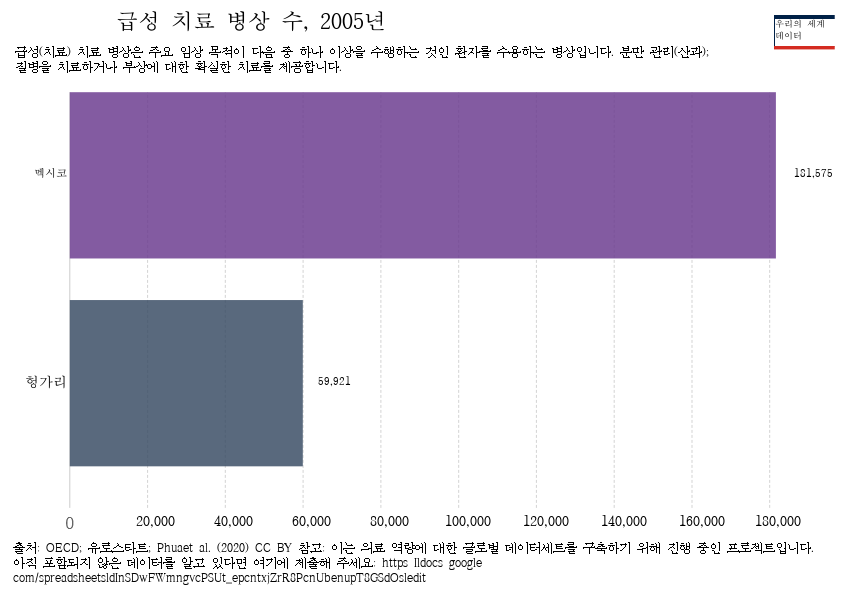 급성 치료 병상 수, 2005년
우리의 세계
데이터
급성(치료) 치료 병상은 주요 임상 목적이 다음 중 하나 이상을 수행하는 것인 환자를 수용하는 병상입니다. 분만 관리(산과);
질병을 치료하거나 부상에 대한 확실한 치료를 제공합니다.
멕시코
181,575
헝가리
59,921
0 20,000 40,000 60,000 80,000 100,000 120,000 140,000 160,000 180,000
출처: OECD; 유로스타트; Phuaet al. (2020) CC BY 참고: 이는 의료 역량에 대한 글로벌 데이터세트를 구축하기 위해 진행 중인 프로젝트입니다.
아직 포함되지 않은 데이터를 알고 있다면 여기에 제출해 주세요: https